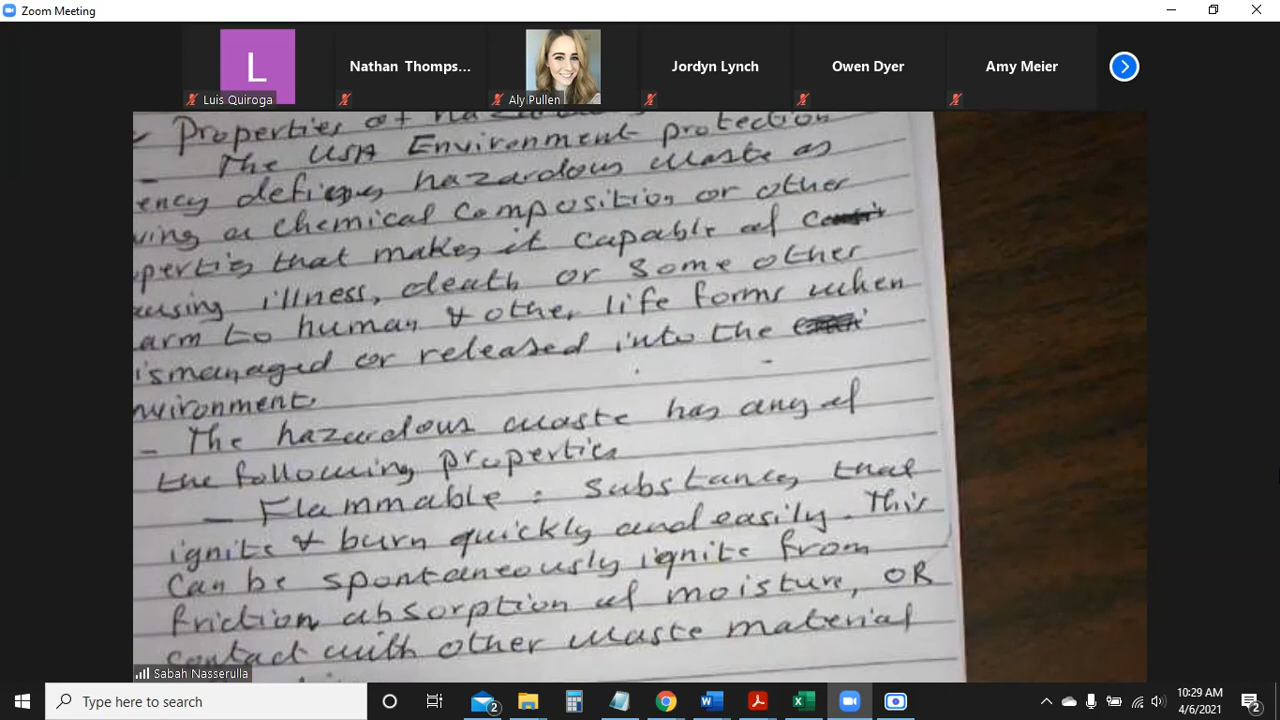 Zoom Meeting
L
Luis Quiroga
Nathan Thomps...
Aly Pullen
Jordyn Lynch
Owen Dyer
Amy Meier
Properties of
- The USA Environment protection
ency defines hazardous waste as
ving a chemical composition or other
opertis that makes it capable of
ausing illness, death or some other
arm to human & other life forms when
ismanaged or released into the
nvironment.
- The hazardous waste has any of
the following properties
- Flammable : Substances that
ignite & burn quickly and easily. This
Can be spontaneously ignite from
friction, absorption of moisture, OR
contact with other waste material
Sabah Nasserulla
Type here to search
2
10:29 AM
4/6/2021
2